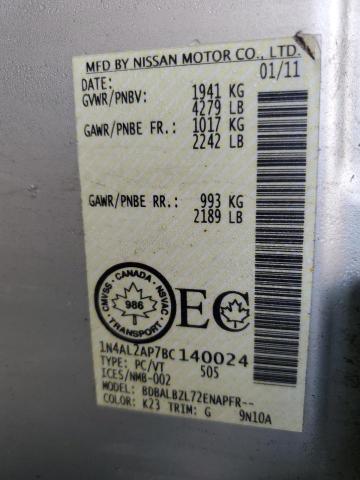 MFD BY NISSAN MOTOR CO., LTD.
DATE: 01/11
GVWR/PNBV: 1941 KG
4279 LB
GAWR/PNBE FR.: 1017 KG
2242 LB
GAWR/PNBE RR.: 993 KG
2189 LB
CMVSS - CANADA - NSVAC
986
TRANSPORT
EC
1N4AL2AP7BC140024
TYPE: PC/VT 505
ICES/NMB-002
MODEL: BDBALBZL72ENAPFR--
COLOR: K23 TRIM: G 9N10A